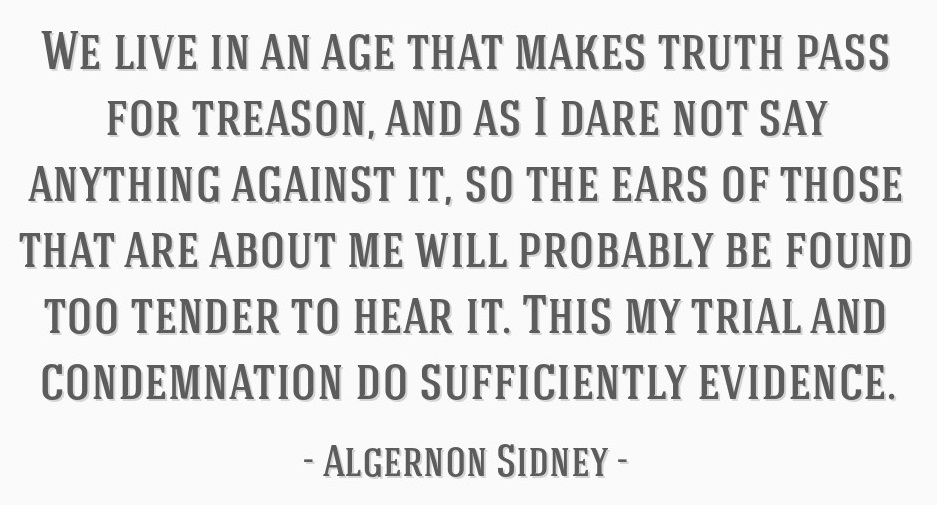 We live in an age that makes truth pass
for treason, and as I dare not say
anything against it, so the ears of those
that are about me will probably be found
too tender to hear it. This my trial and
condemnation do sufficiently evidence.
- Algernon Sidney -